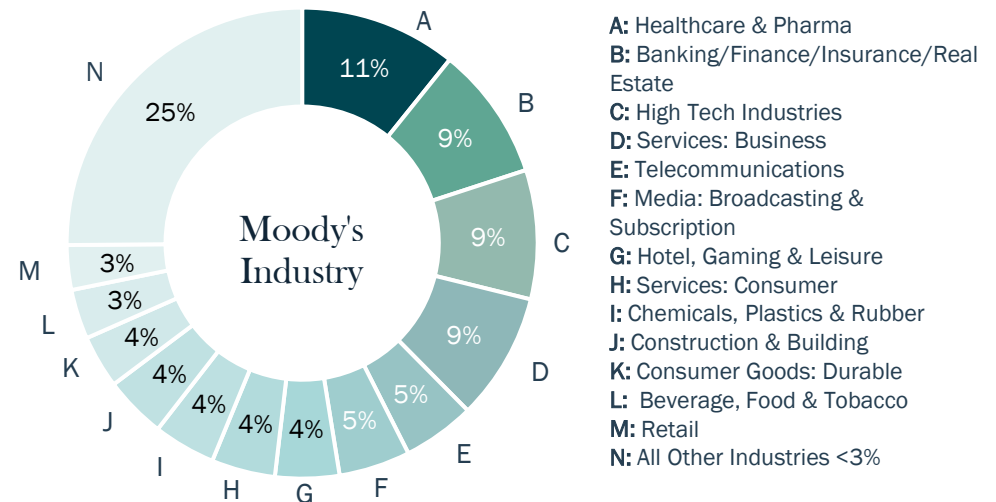 A
11%
B
9%
C
9%
D
9%
E
5%
F
5%
G
4%
H
4%
I
4%
J
4%
K
4%
L
3%
M
3%
N
25%
Moody's
Industry
A: Healthcare & Pharma
B: Banking/Finance/Insurance/Real
Estate
C: High Tech Industries
D: Services: Business
E: Telecommunications
F: Media: Broadcasting &
Subscription
G: Hotel, Gaming & Leisure
H: Services: Consumer
I: Chemicals, Plastics & Rubber
J: Construction & Building
K: Consumer Goods: Durable
L: Beverage, Food & Tobacco
M: Retail
N: All Other Industries <3%